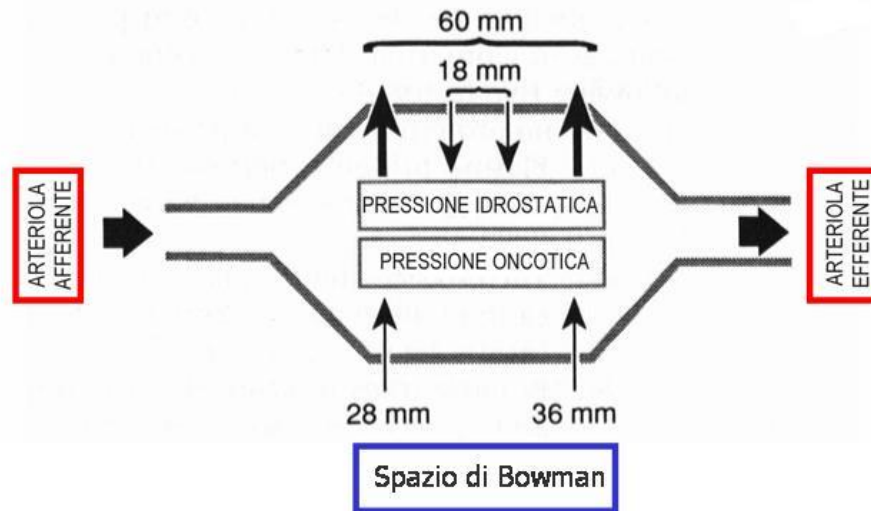 60 mm
18 mm
ARTERIOLA
AFFERENTE
PRESSIONE IDROSTATICA
PRESSIONE ONCOTICA
ARTERIOLA
EFFERENTE
28 mm
36 mm
Spazio di Bowman